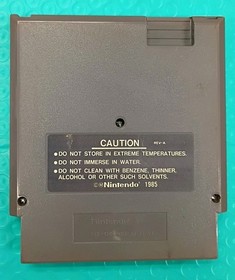 CAUTION REV-A
• DO NOT STORE IN EXTREME TEMPERATURES.
• DO NOT IMMERSE IN WATER.
• DO NOT CLEAN WITH BENZENE, THINNER,
ALCOHOL OR OTHER SUCH SOLVENTS.
©®Nintendo® 1985